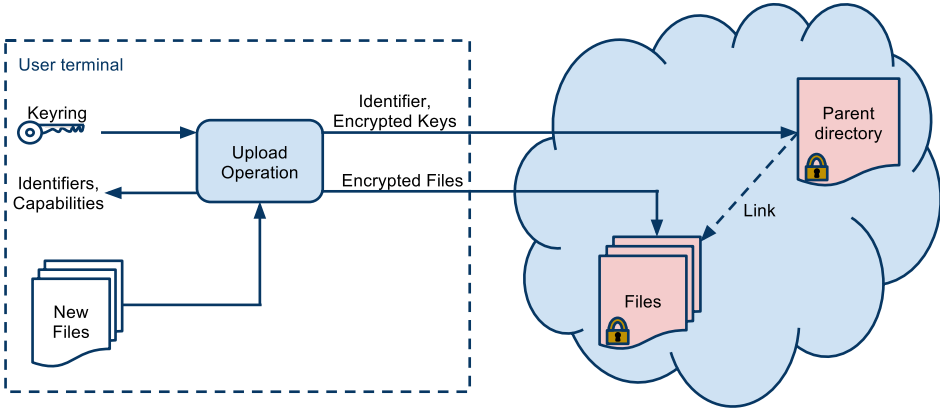 User terminal
Keyring
Identifier,
Encrypted Keys
Parent
directory
Upload
Operation
Identifiers,
Capabilities
Encrypted Files
Link
New
Files
Files